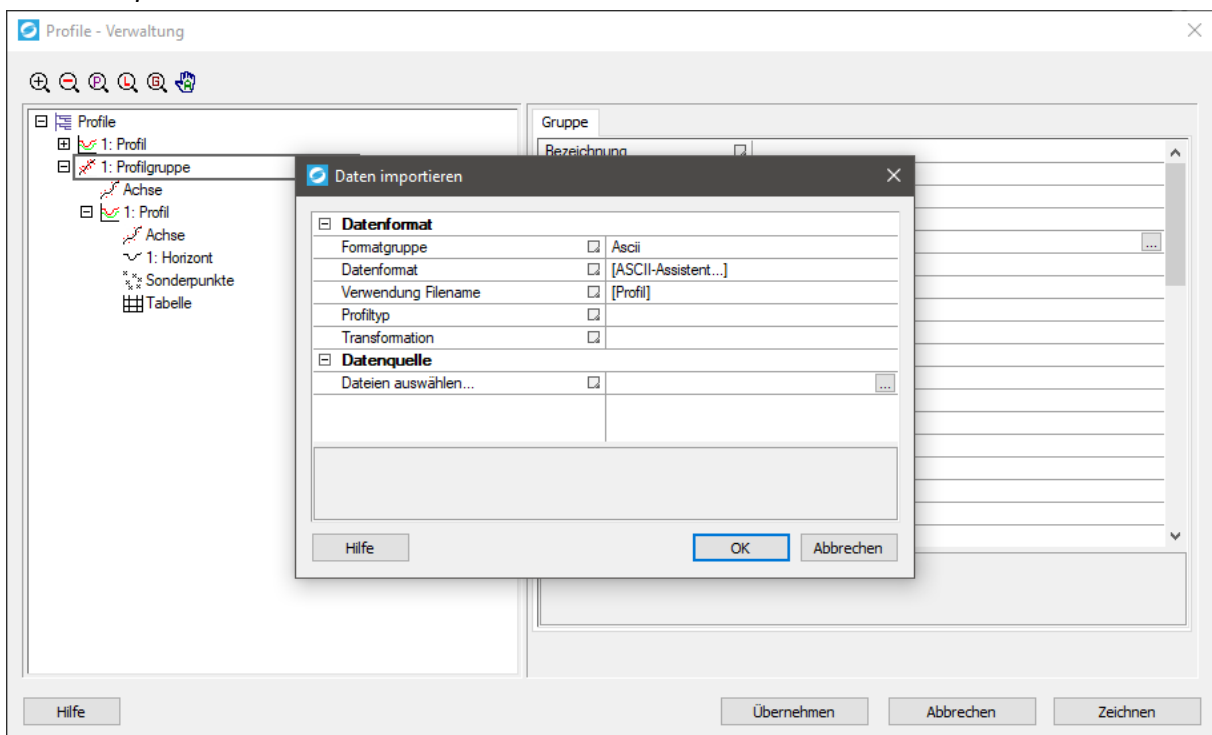 Profile - Verwaltung
Profile
1: Profil
1: Profilgruppe
Achse
1: Profil
Achse
1: Horizont
Sonderpunkte
Tabelle
Gruppe
Bezeichnung
...
Daten importieren
Datenformat
Formatgruppe Ascii
Datenformat [ASCII-Assistent...]
Verwendung Filename [Profil]
Profiltyp
Transformation
Datenquelle
Dateien auswählen... ...
Hilfe OK Abbrechen
Hilfe Übernehmen Abbrechen Zeichnen